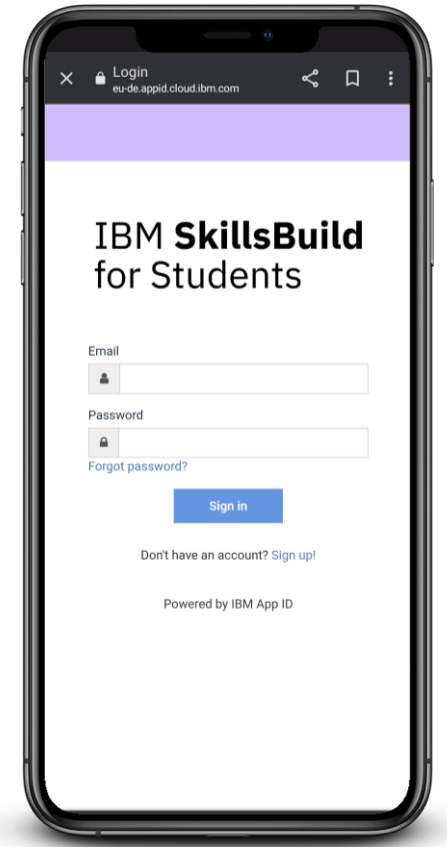 Login
eu-de.appid.cloud.ibm.com
IBM SkillsBuild
for Students
Email
Password
Forgot password?
Sign in
Don't have an account? Sign up!
Powered by IBM App ID